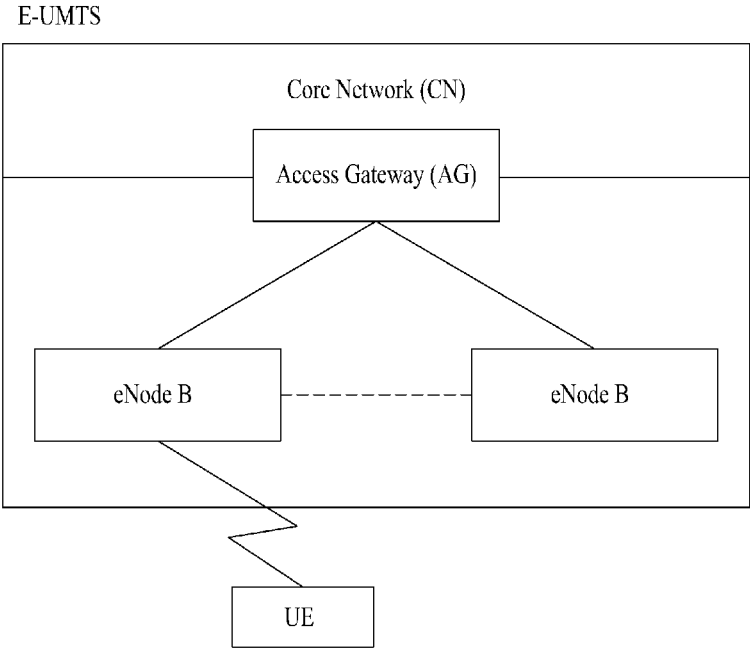 E-UMTS
Core Network (CN)
Access Gateway (AG)
eNode B
eNode B
UE